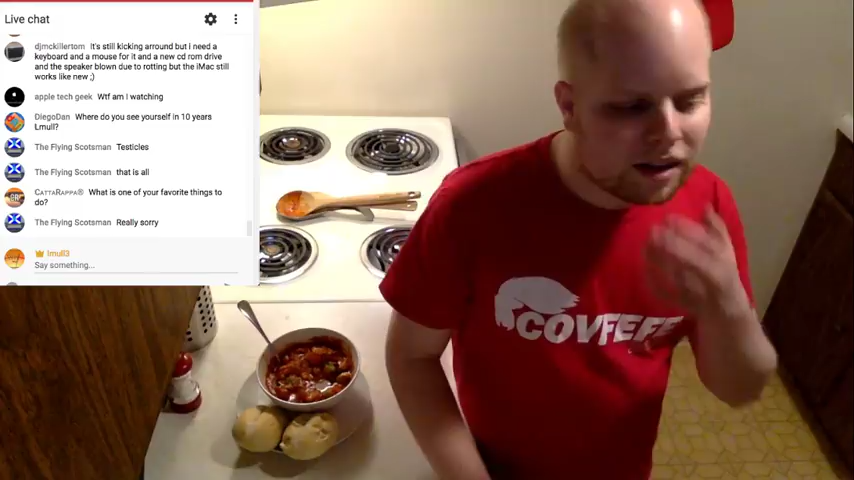 Live chat
djmckillertom It's still kicking arround but i need a
keyboard and a mouse for it and a new cd rom drive
and the speaker blown due to rotting but the iMac still
works like new ;)
apple tech geek Wtf am I watching
DiegoDan Where do you see yourself in 10 years
Lmull?
The Flying Scotsman Testicles
The Flying Scotsman that is all
CATTARAPPA® What is one of your favorite things to
do?
The Flying Scotsman Really sorry
lmull3
Say something...
COVFEFE